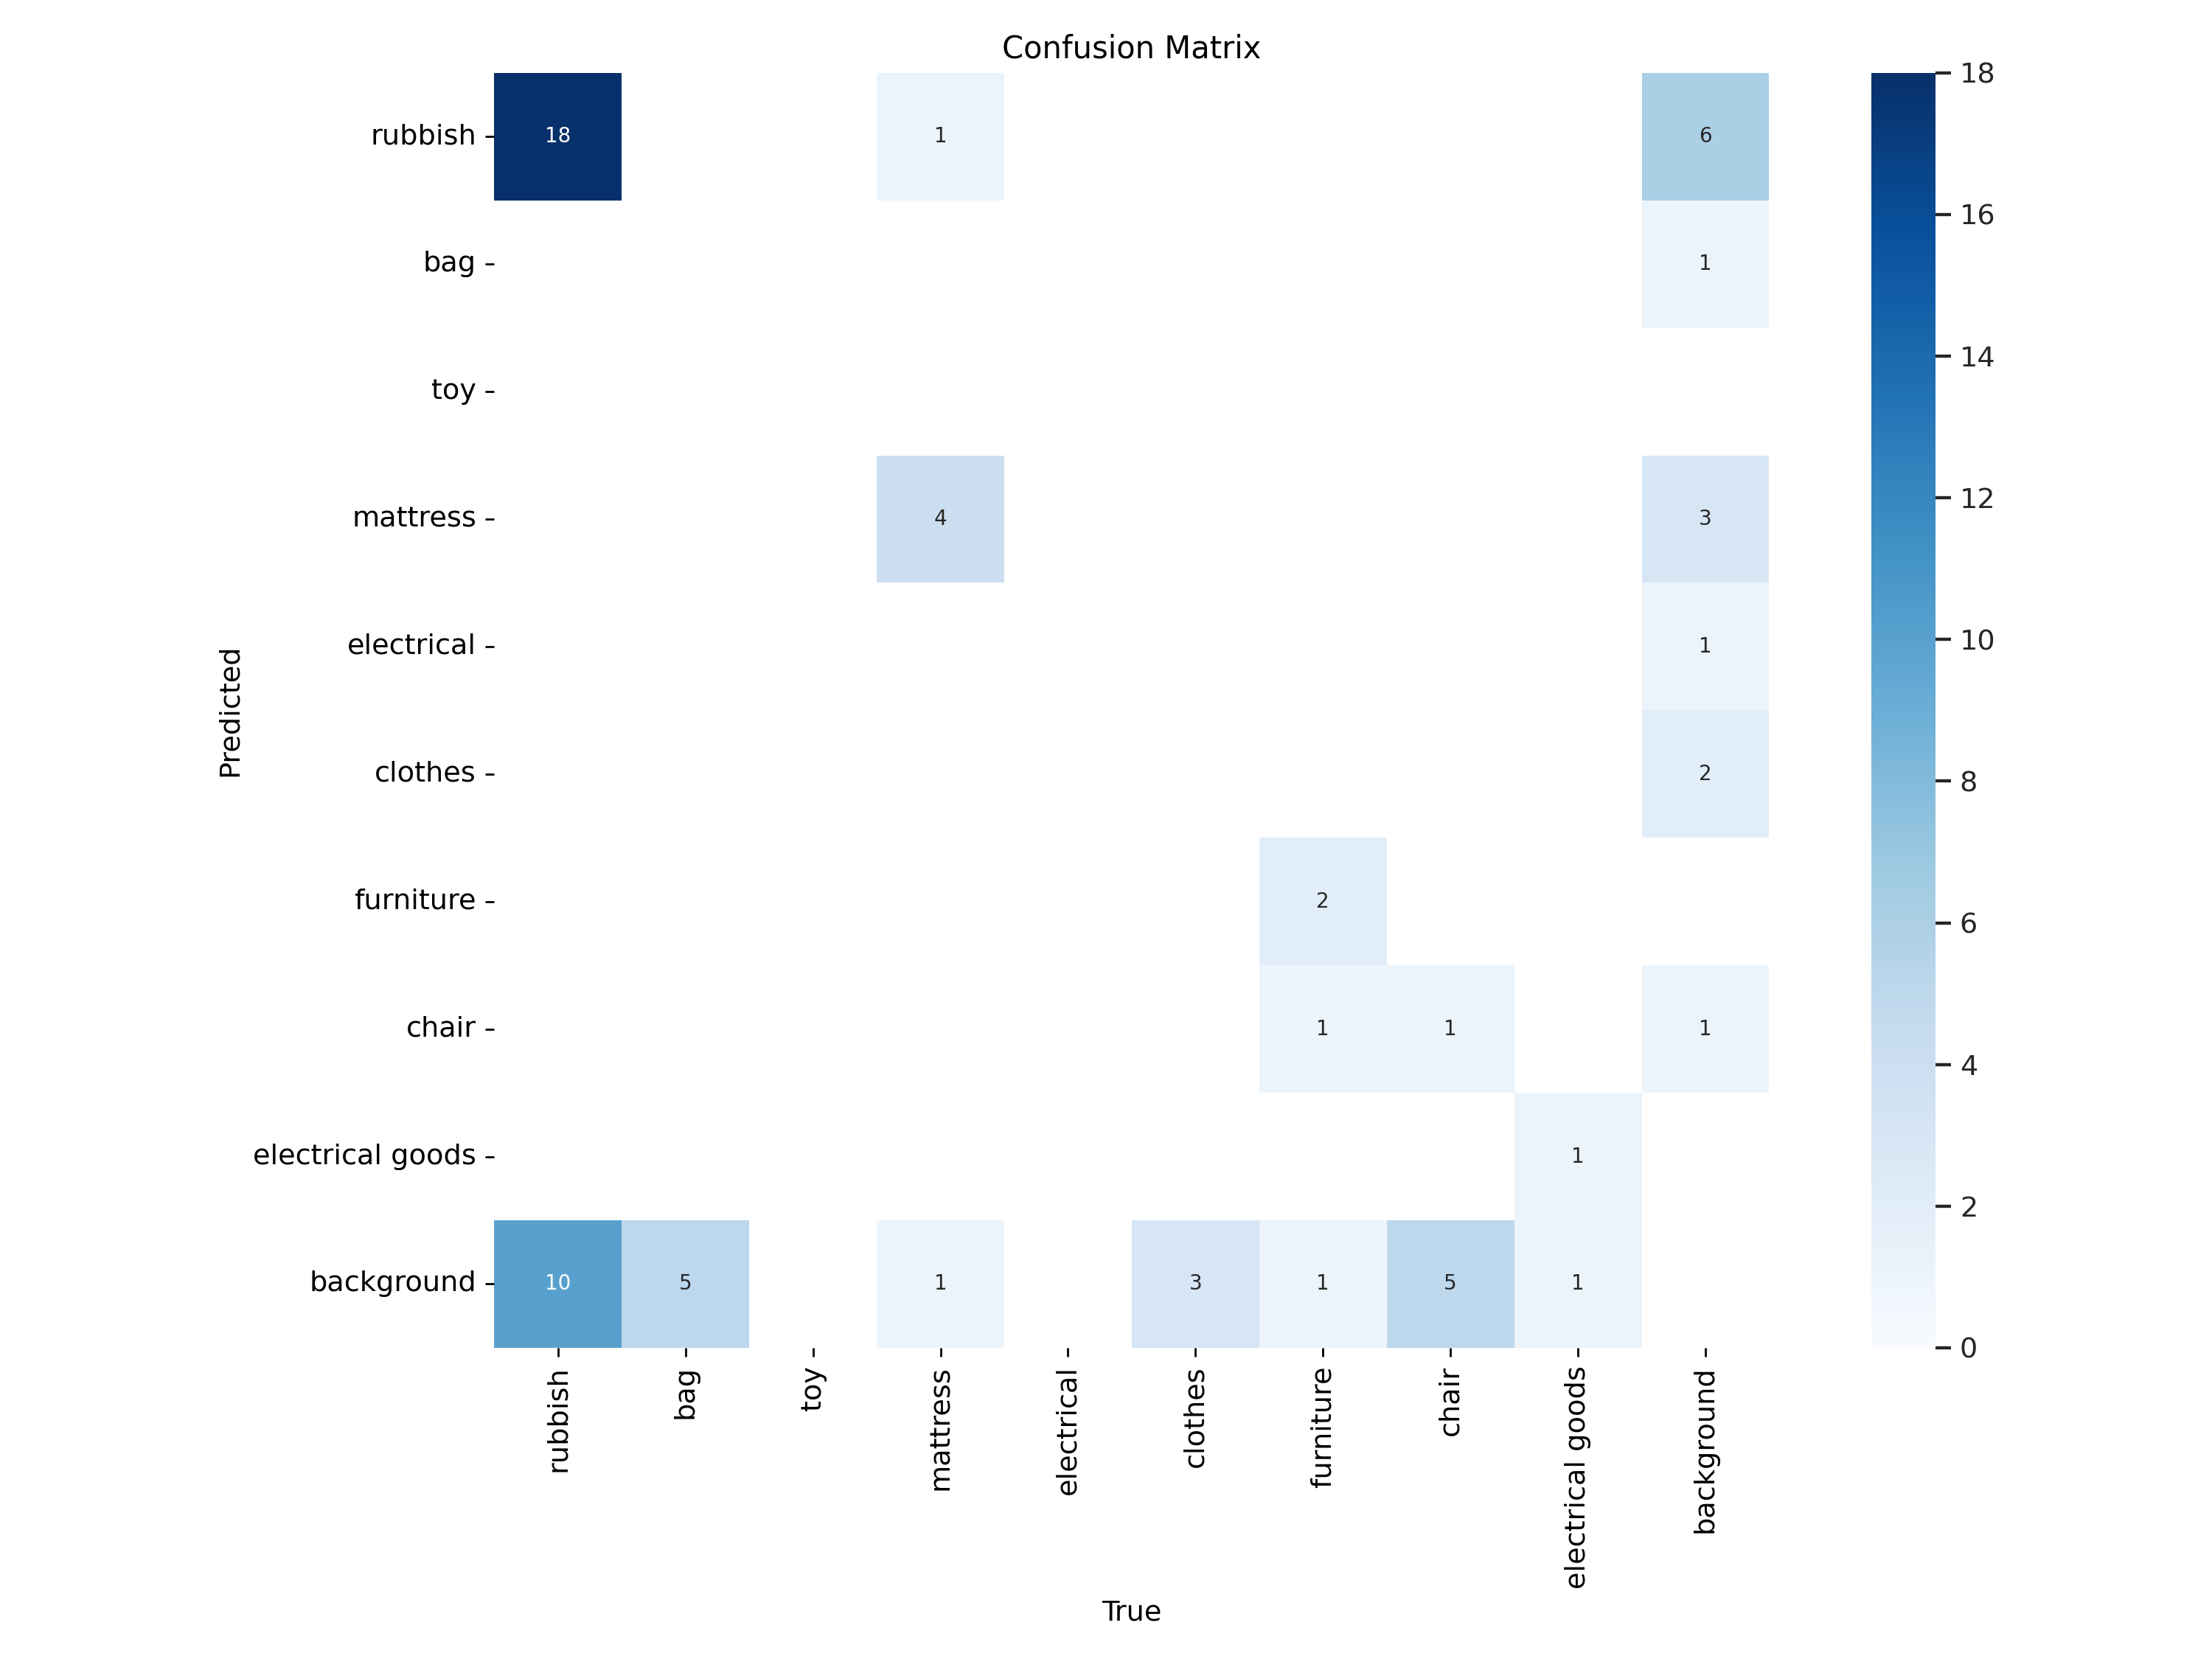 Confusion Matrix
rubbish 18 1 6
bag 1
toy
mattress 4 3
electrical 1
clothes 2
furniture 2
chair 1 1 1
electrical goods 1
background 10 5 1 3 1 5 1
rubbish bag toy mattress electrical clothes furniture chair electrical goods background
True
Predicted
18
16
14
12
10
8
6
4
2
0